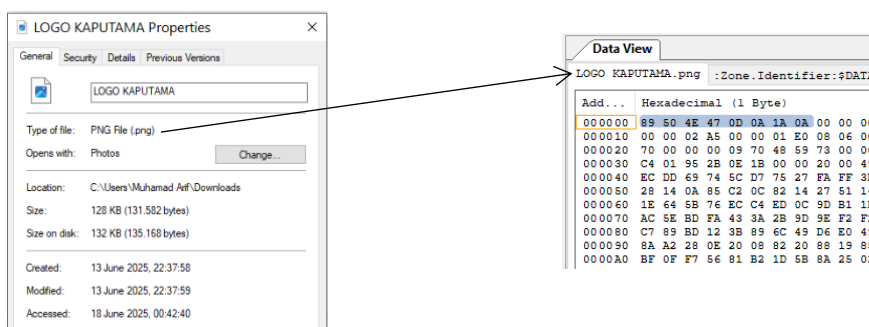 LOGO KAPUTAMA Properties
General Security Details Previous Versions
LOGO KAPUTAMA
Type of file: PNG File (.png)
Opens with: Photos Change...
Location: C:\Users\Muhamad Arif\Downloads
Size: 128 KB (131.582 bytes)
Size on disk: 132 KB (135.168 bytes)
Created: 13 June 2025, 22:37:58
Modified: 13 June 2025, 22:37:59
Accessed: 18 June 2025, 00:42:40
Data View
LOGO KAPUTAMA.png :Zone.Identifier:$DATA
Add... Hexadecimal (1 Byte)
000000 89 50 4E 47 0D 0A 1A 0A 00 00
000010 00 00 02 A5 00 00 01 E0 08 06
000020 70 00 00 00 09 70 48 59 73 00
000030 C4 01 95 2B 0E 1B 00 00 20 00
000040 EC DD 69 74 5C D7 75 27 FA FF
000050 28 14 0A 85 C2 0C 82 14 27 51
000060 1E 64 5B 76 EC C4 ED 0C 9D B1
000070 AC 5E BD FA 43 3A 2B 9D 9E F2
000080 C7 89 BD 12 3B 89 6C 49 D6 E0
000090 8A A2 28 0E 20 08 82 20 88 19
0000A0 BF 0F F7 56 81 B2 1D 5B 8A 25